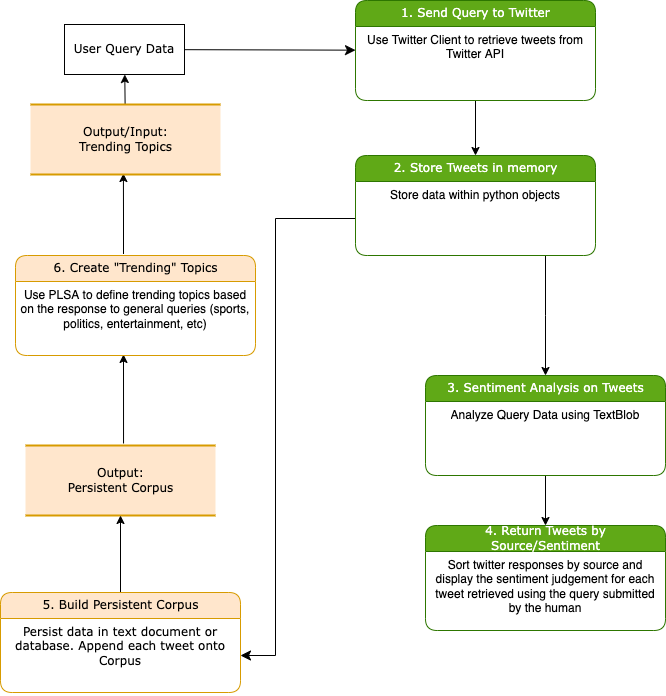 User Query Data
1. Send Query to Twitter
Use Twitter Client to retrieve tweets from
Twitter API
Output/Input:
Trending Topics
2. Store Tweets in memory
Store data within python objects
6. Create "Trending" Topics
Use PLSA to define trending topics based
on the response to general queries (sports,
politics, entertainment, etc)
3. Sentiment Analysis on Tweets
Analyze Query Data using TextBlob
Output:
Persistent Corpus
4. Return Tweets by
Source/Sentiment
Sort twitter responses by source and
display the sentiment judgement for each
tweet retrieved using the query submitted
by the human
5. Build Persistent Corpus
Persist data in text document or
database. Append each tweet onto
Corpus